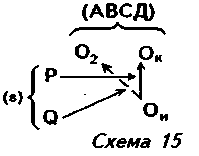 (АВСД)
О₂ Ок
Р
(s)
Q
Ои
Схема 15